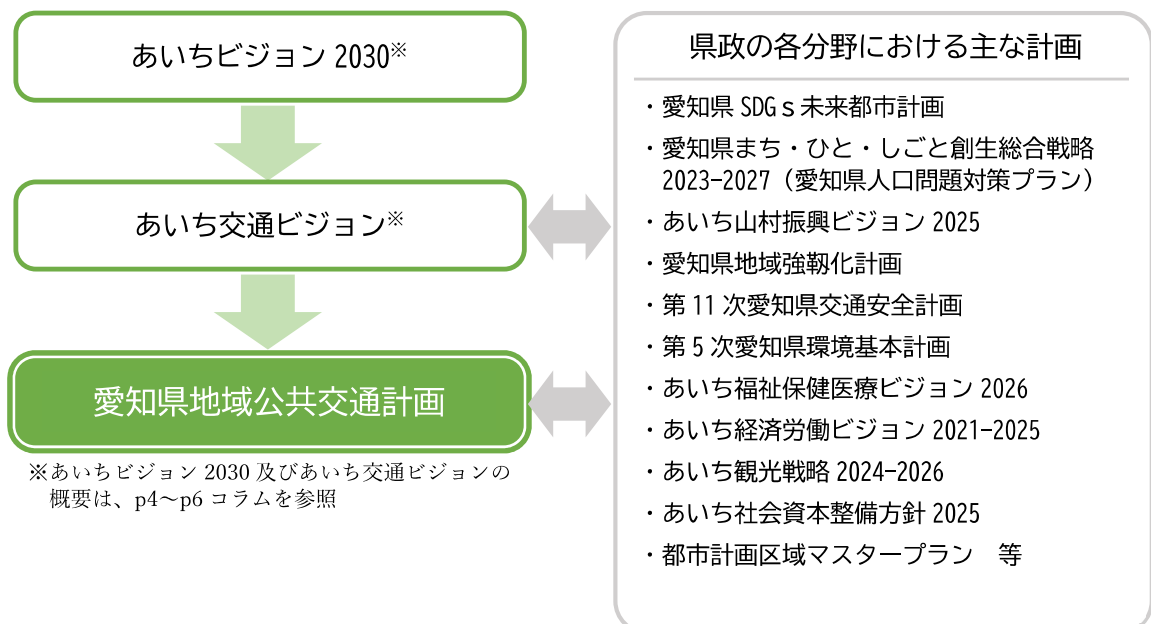 あいちビジョン 2030※
あいち交通ビジョン※
愛知県地域公共交通計画
※あいちビジョン 2030 及びあいち交通ビジョンの
概要は、p4～p6 コラムを参照
県政の各分野における主な計画
・愛知県 SDGｓ未来都市計画
・愛知県まち・ひと・しごと創生総合戦略
2023-2027（愛知県人口問題対策プラン）
・あいち山村振興ビジョン 2025
・愛知県地域強靱化計画
・第 11 次愛知県交通安全計画
・第 5 次愛知県環境基本計画
・あいち福祉保健医療ビジョン 2026
・あいち経済労働ビジョン 2021-2025
・あいち観光戦略 2024-2026
・あいち社会資本整備方針 2025
・都市計画区域マスタープラン　等